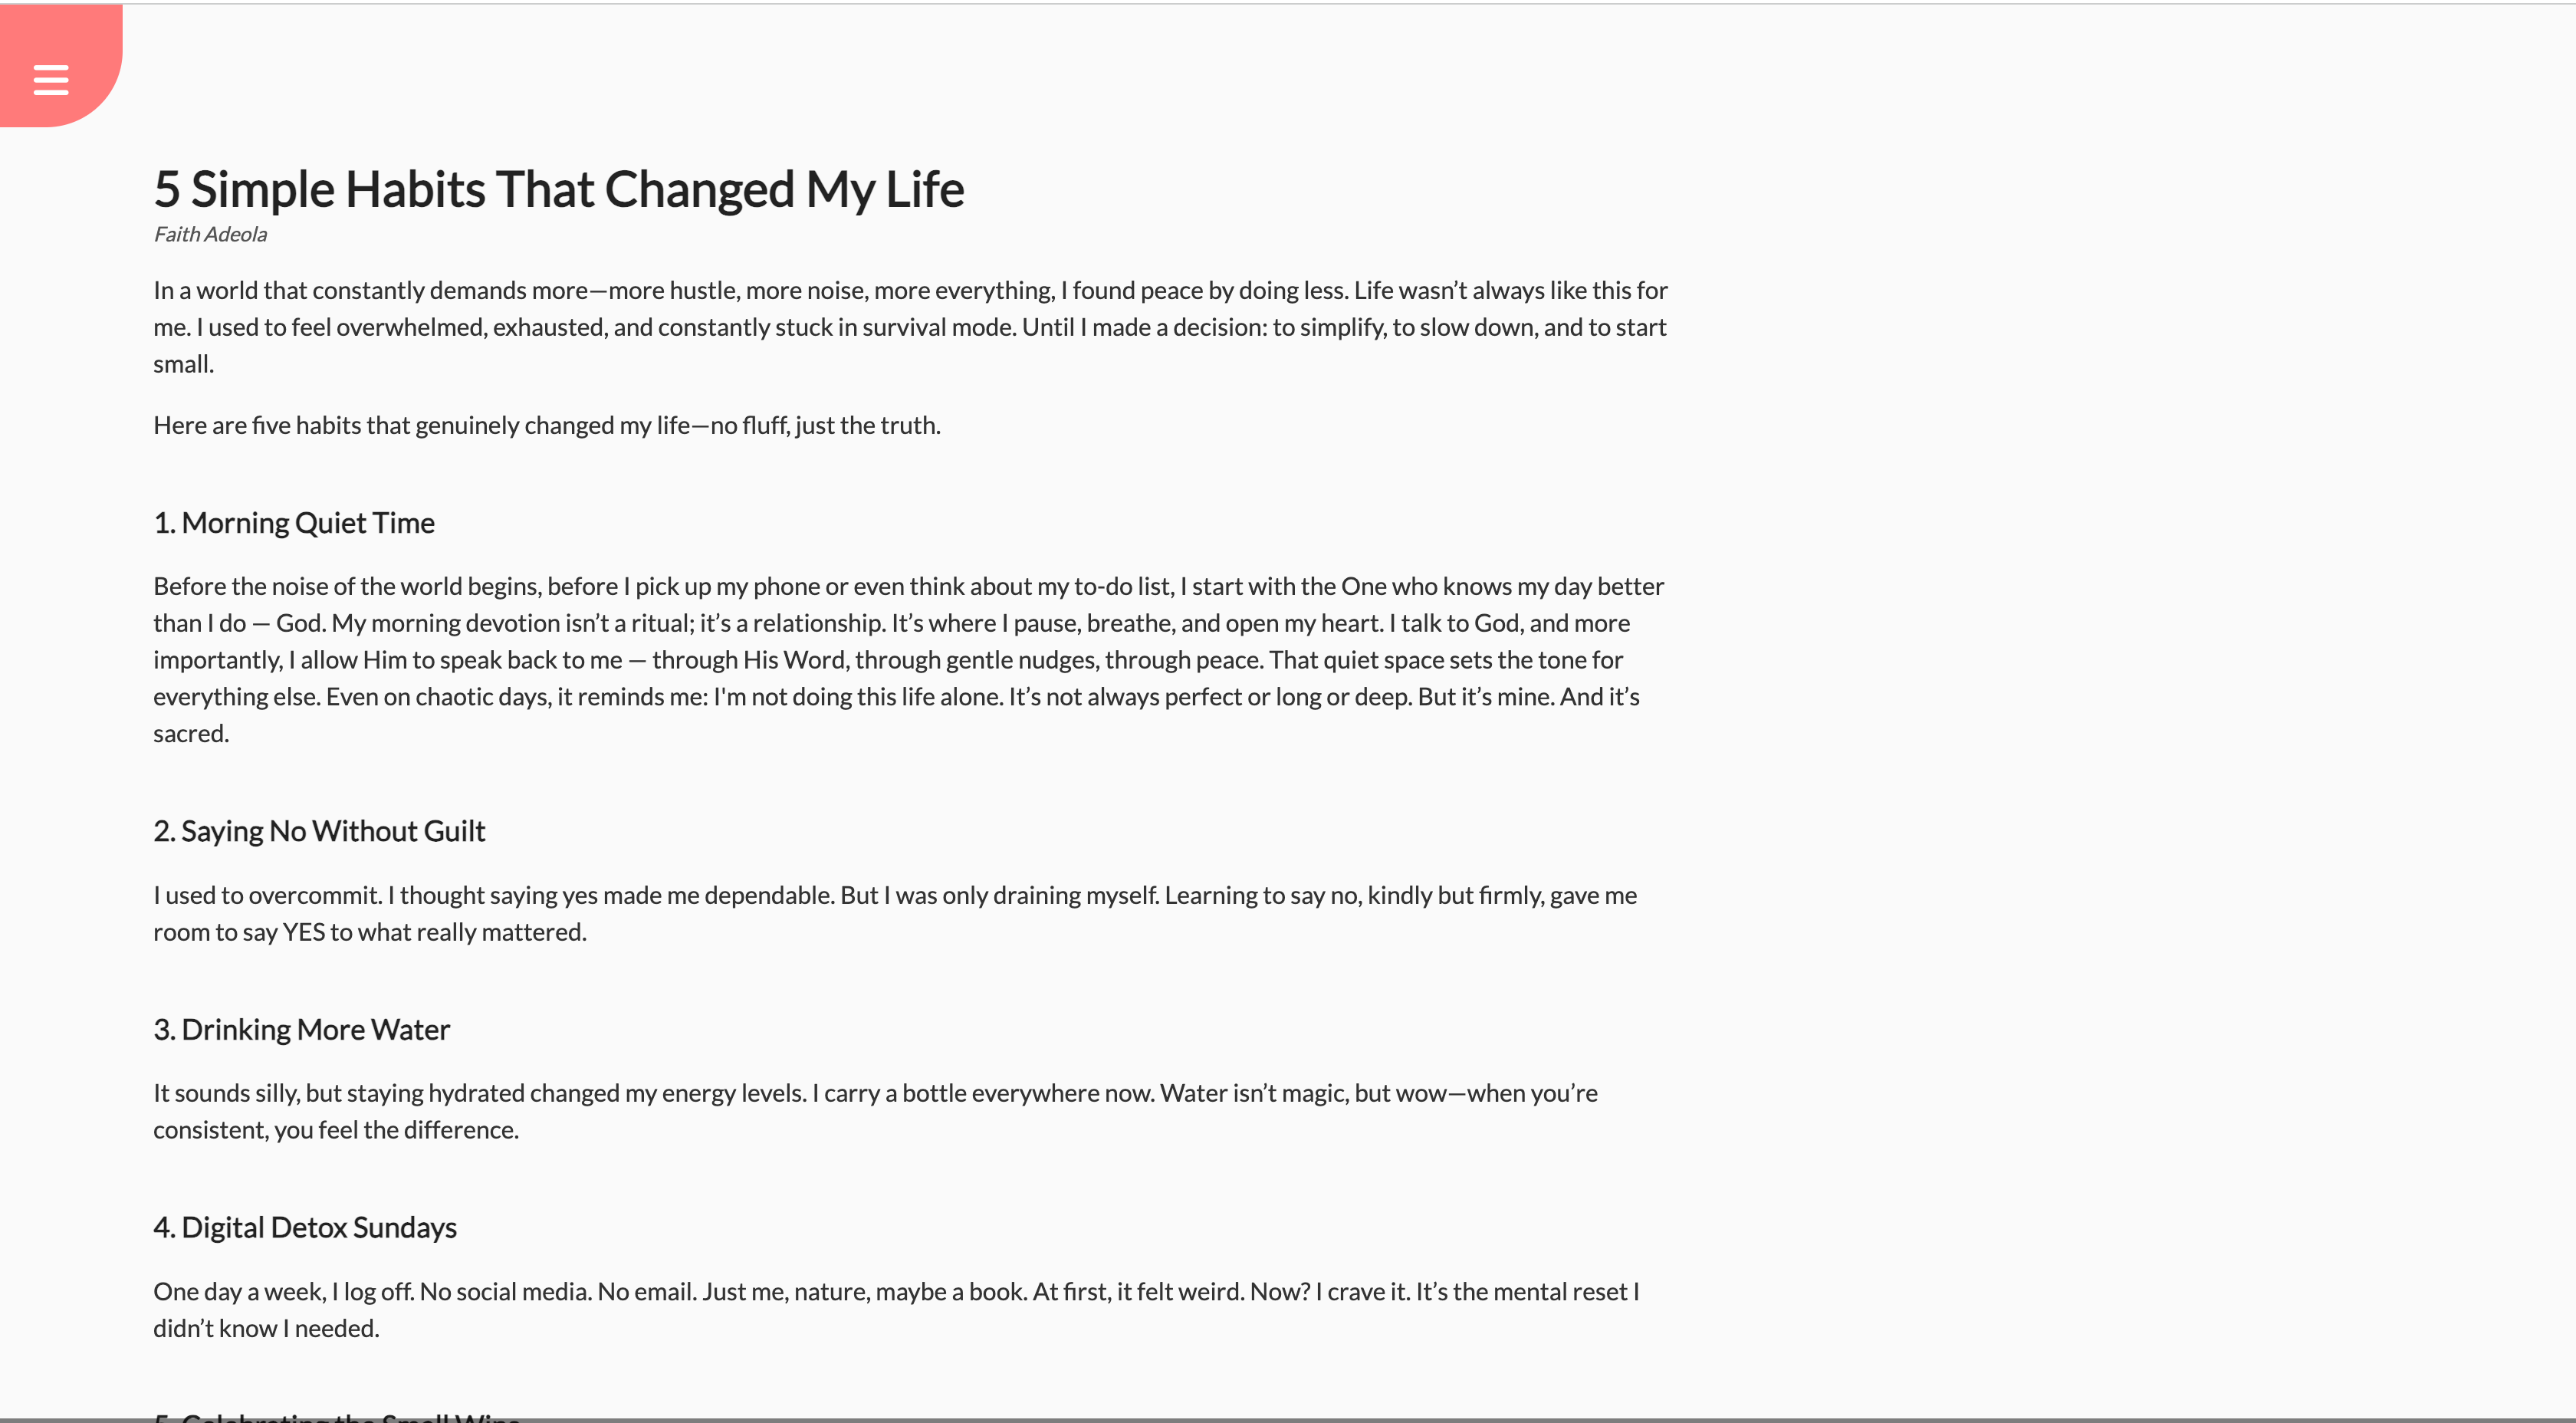 5 Simple Habits That Changed My Life
Faith Adeola
In a world that constantly demands more—more hustle, more noise, more everything, I found peace by doing less. Life wasn’t always like this for
me. I used to feel overwhelmed, exhausted, and constantly stuck in survival mode. Until I made a decision: to simplify, to slow down, and to start
small.
Here are five habits that genuinely changed my life—no fluff, just the truth.
1. Morning Quiet Time
Before the noise of the world begins, before I pick up my phone or even think about my to-do list, I start with the One who knows my day better
than I do — God. My morning devotion isn’t a ritual; it’s a relationship. It’s where I pause, breathe, and open my heart. I talk to God, and more
importantly, I allow Him to speak back to me — through His Word, through gentle nudges, through peace. That quiet space sets the tone for
everything else. Even on chaotic days, it reminds me: I'm not doing this life alone. It’s not always perfect or long or deep. But it’s mine. And it’s
sacred.
2. Saying No Without Guilt
I used to overcommit. I thought saying yes made me dependable. But I was only draining myself. Learning to say no, kindly but firmly, gave me
room to say YES to what really mattered.
3. Drinking More Water
It sounds silly, but staying hydrated changed my energy levels. I carry a bottle everywhere now. Water isn’t magic, but wow—when you’re
consistent, you feel the difference.
4. Digital Detox Sundays
One day a week, I log off. No social media. No email. Just me, nature, maybe a book. At first, it felt weird. Now? I crave it. It’s the mental reset I
didn’t know I needed.
5. Celebrating the Small Wins